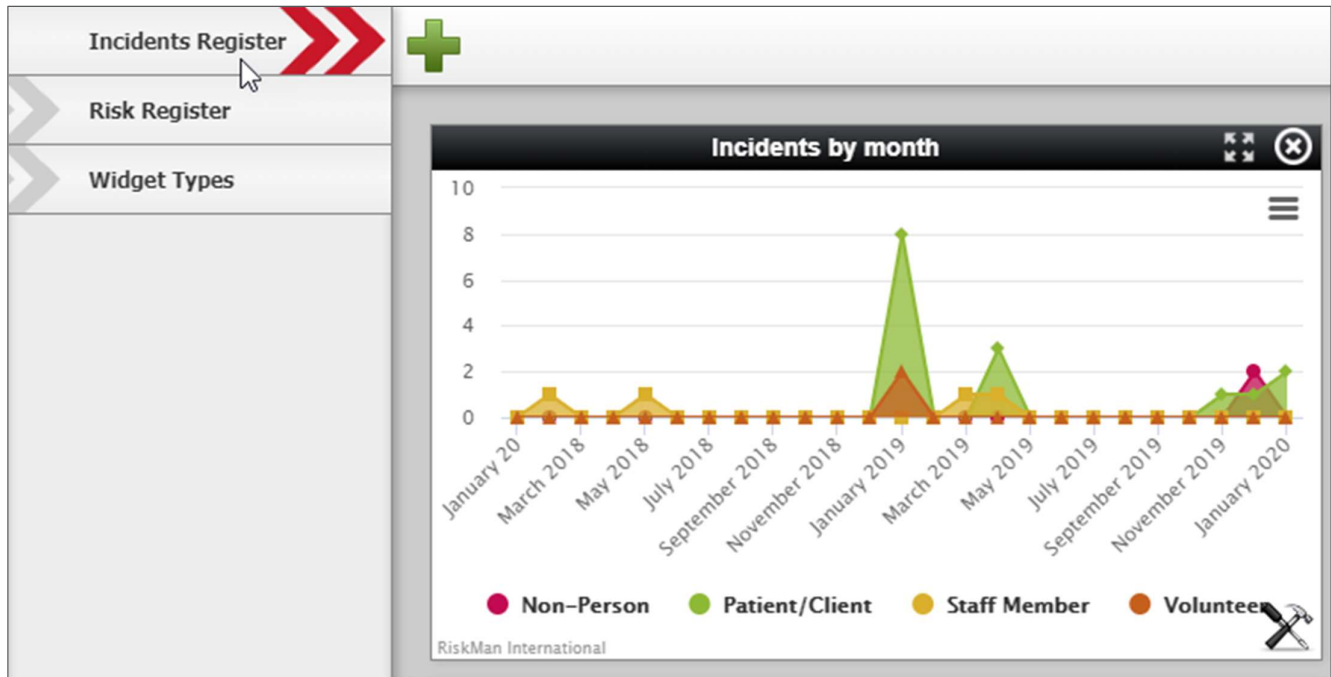 Incidents Register
Risk Register
Widget Types
Incidents by month
10
8
6
4
2
0
January 20
March 2018
May 2018
July 2018
September 2018
November 2018
January 2019
March 2019
May 2019
July 2019
September 2019
November 2019
January 2020
Non-Person Patient/Client Staff Member Volunteer
RiskMan International